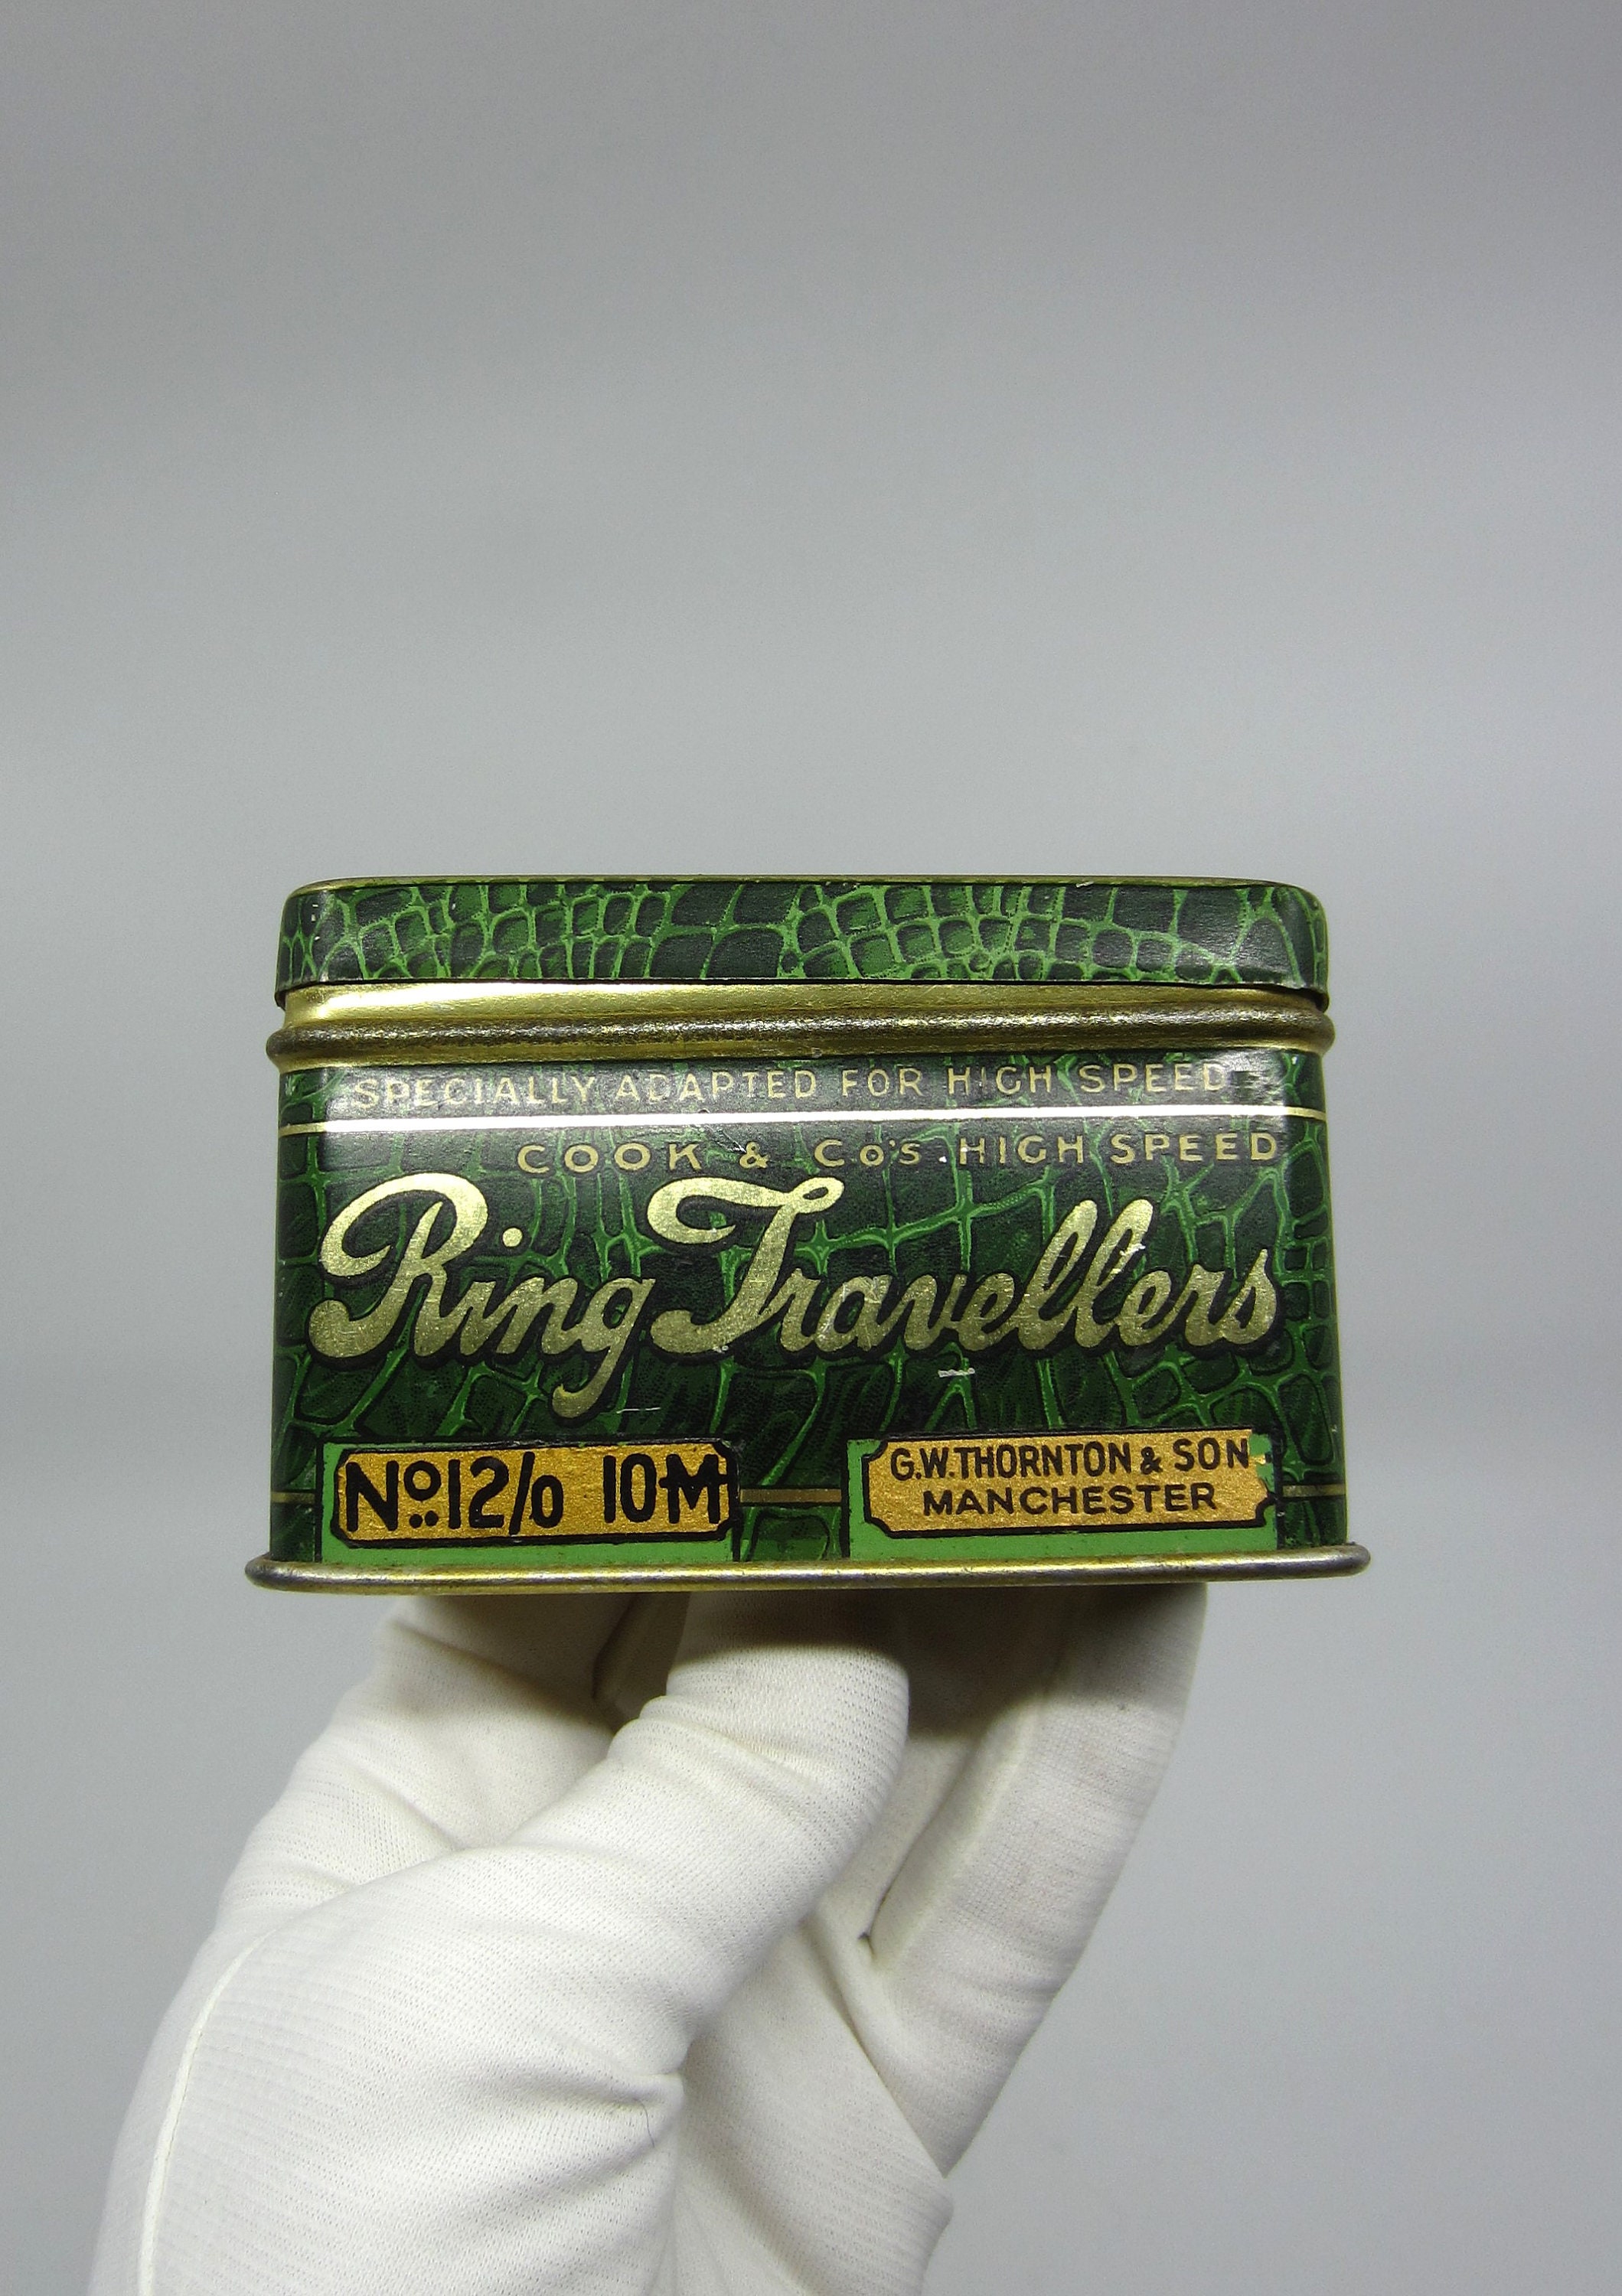 SPECIALLY ADAPTED FOR HIGH SPEED
COOK & Co's HIGH SPEED
Ring Travellers
No 12/0 10M
G.W. THORNTON & SON
MANCHESTER